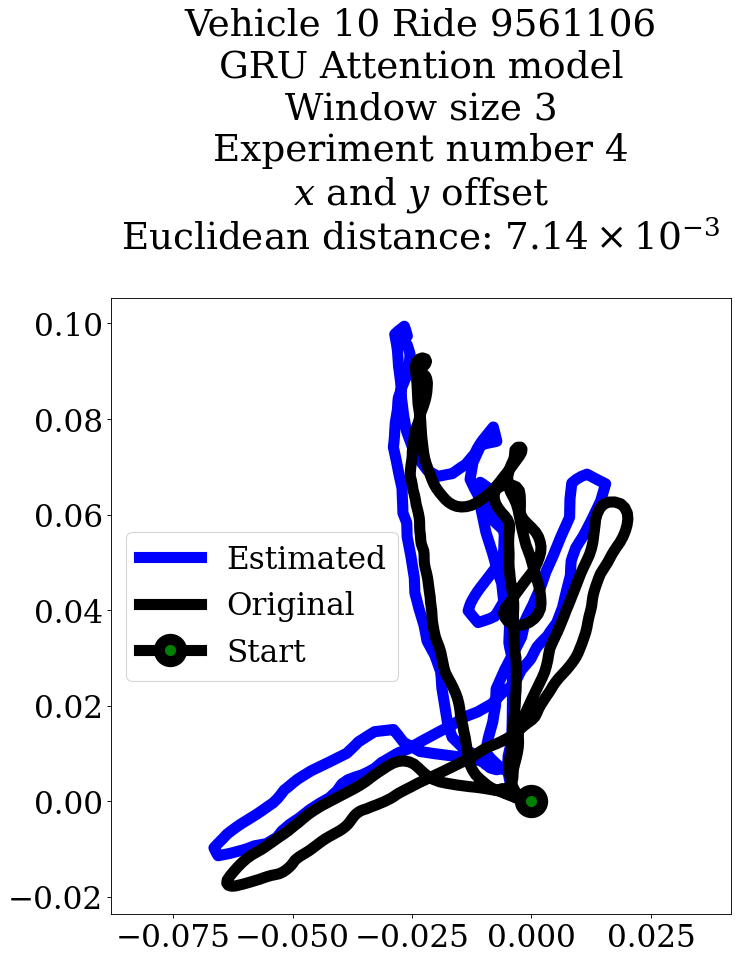 Vehicle 10 Ride 9561106
GRU Attention model
Window size 3
Experiment number 4
x and y offset
Euclidean distance: 7.14 × 10⁻³
0.10
0.08
0.06
0.04
0.02
0.00
−0.02
Estimated
Original
Start
−0.075 −0.050 −0.025 0.000 0.025